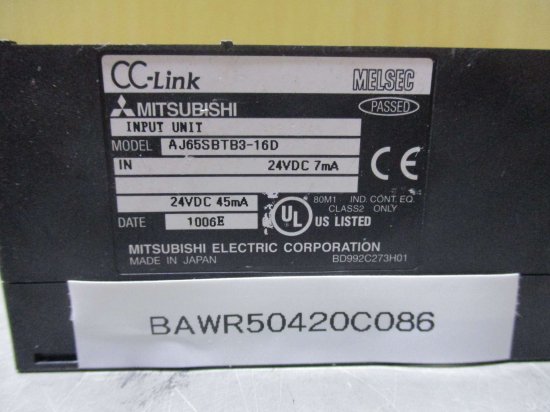 CC-Link MELSEC
MITSUBISHI PASSED
INPUT UNIT
MODEL AJ65SBTB3-16D
IN 24VDC 7mA
CE
24VDC 45mA
80M1 IND. CONT. EQ.
CLASS2 ONLY
UL US LISTED
DATE 1006E
MITSUBISHI ELECTRIC CORPORATION
MADE IN JAPAN BD992C273H01
BAWR50420C086